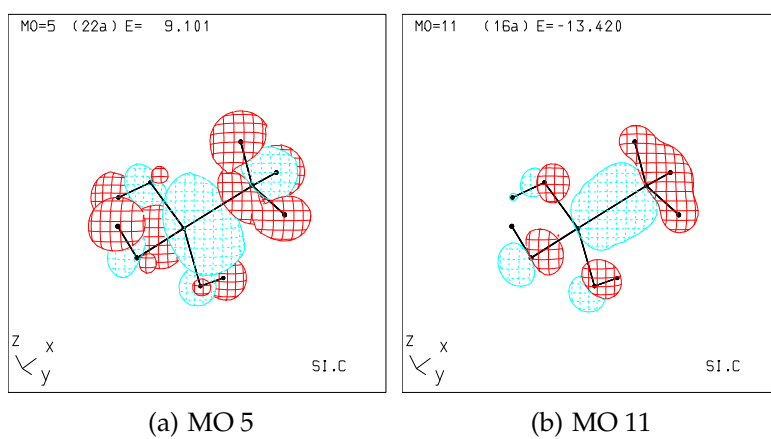 MO=5 (22a) E= 9.101
Z
X
y
SI.C
(a) MO 5
MO=11 (16a) E=-13.420
Z
X
y
SI.C
(b) MO 11